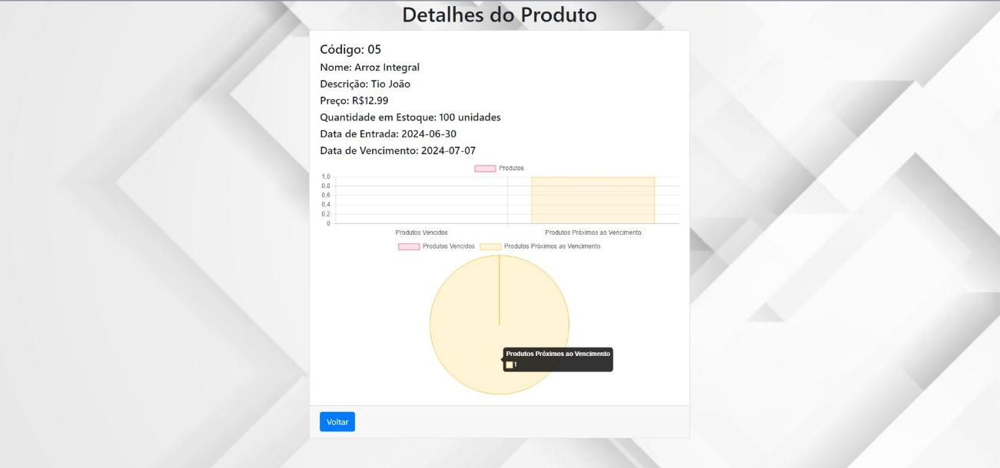 Detalhes do Produto
Código: 05
Nome: Arroz Integral
Descrição: Tio João
Preço: R$12.99
Quantidade em Estoque: 100 unidades
Data de Entrada: 2024-06-30
Data de Vencimento: 2024-07-07
Produtos
1,0
0,8
0,6
0,4
0,2
0
Produtos Vencidos Produtos Próximos ao Vencimento
Produtos Vencidos Produtos Próximos ao Vencimento
Produtos Próximos ao Vencimento
1
Voltar